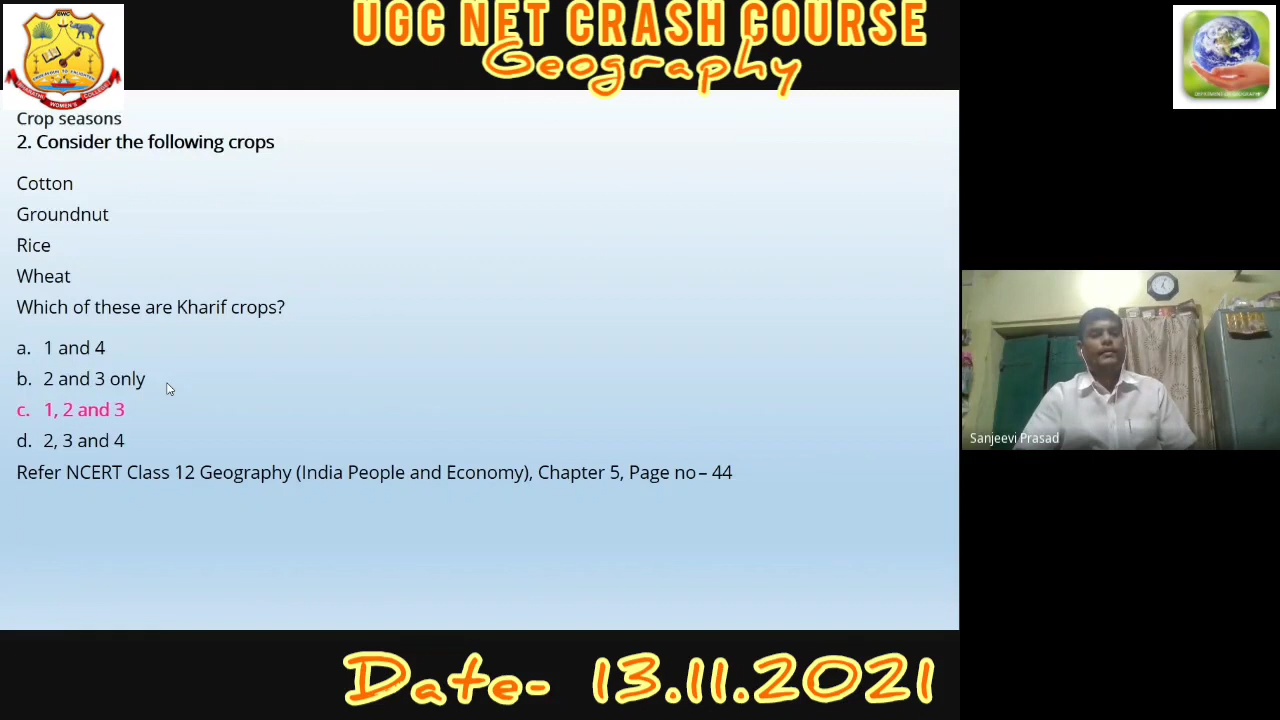 UGC NET CRASH COURSE
Geography
Crop seasons
2. Consider the following crops
Cotton
Groundnut
Rice
Wheat
Which of these are Kharif crops?
a. 1 and 4
b. 2 and 3 only
c. 1, 2 and 3
d. 2, 3 and 4
Refer NCERT Class 12 Geography (India People and Economy), Chapter 5, Page no – 44
Sanjeevi Prasad
Date- 13.11.2021